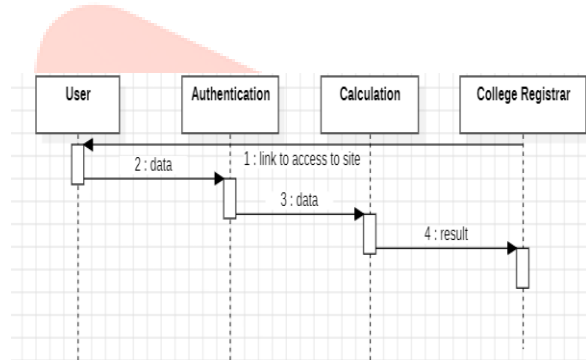 User
Authentication
Calculation
College Registrar
1 : link to access to site
2 : data
3 : data
4 : result